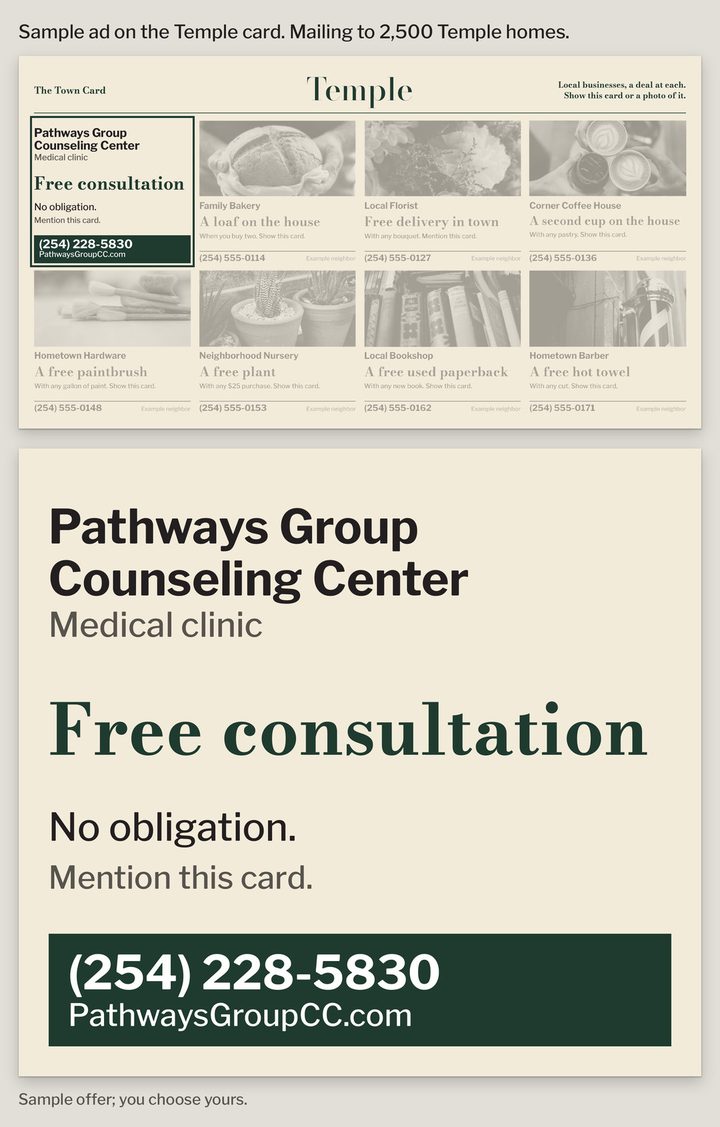 Sample ad on the Temple card. Mailing to 2,500 Temple homes.
The Town Card
Temple
Local businesses, a deal at each.
Show this card or a photo of it.
Pathways Group
Counseling Center
Medical clinic
Free consultation
No obligation.
Mention this card.
(254) 228-5830
PathwaysGroupCC.com
Family Bakery
A loaf on the house
When you buy two. Show this card.
(254) 555-0114
Example neighbor
Local Florist
Free delivery in town
With any bouquet. Mention this card.
(254) 555-0127
Example neighbor
Corner Coffee House
A second cup on the house
With any pastry. Show this card.
(254) 555-0136
Example neighbor
Hometown Hardware
A free paintbrush
With any gallon of paint. Show this card.
(254) 555-0148
Example neighbor
Neighborhood Nursery
A free plant
With any $25 purchase. Show this card.
(254) 555-0153
Example neighbor
Local Bookshop
A free used paperback
With any new book. Show this card.
(254) 555-0162
Example neighbor
Hometown Barber
A free hot towel
With any cut. Show this card.
(254) 555-0171
Example neighbor
Pathways Group
Counseling Center
Medical clinic
Free consultation
No obligation.
Mention this card.
(254) 228-5830
PathwaysGroupCC.com
Sample offer; you choose yours.